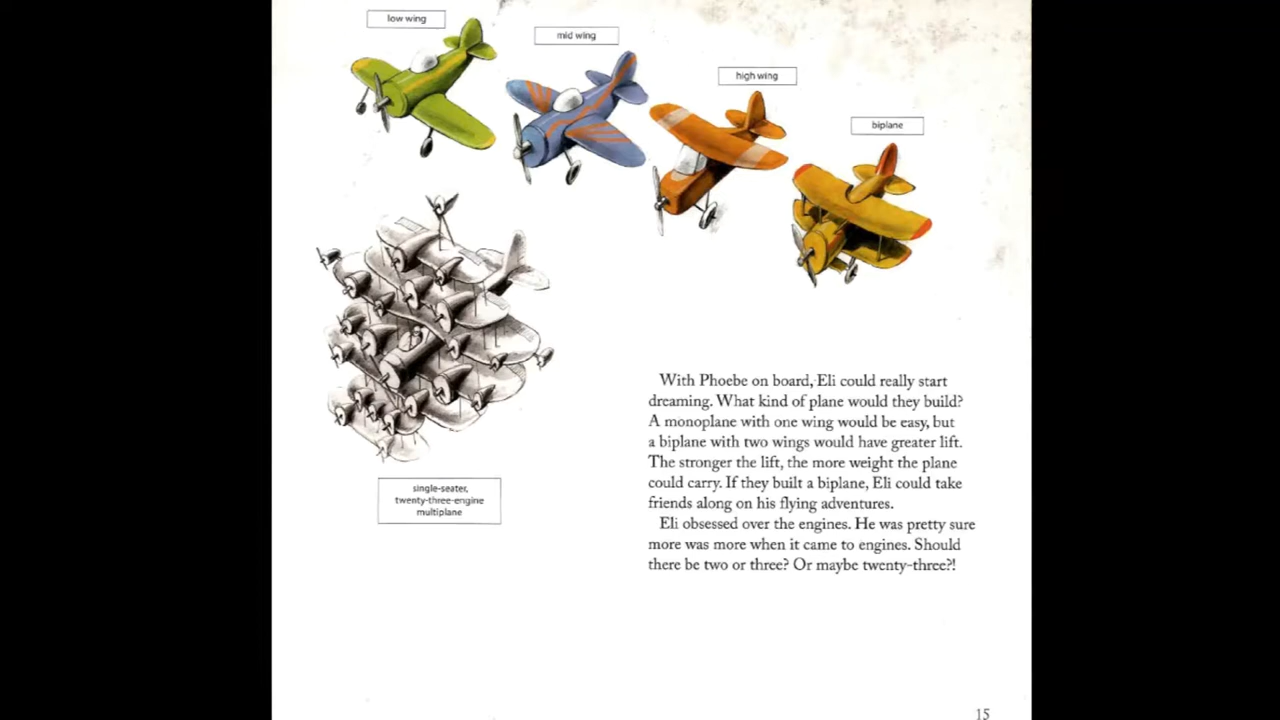 low wing
mid wing
high wing
biplane
With Phoebe on board, Eli could really start
dreaming. What kind of plane would they build?
A monoplane with one wing would be easy, but
a biplane with two wings would have greater lift.
The stronger the lift, the more weight the plane
could carry. If they built a biplane, Eli could take
friends along on his flying adventures.
Eli obsessed over the engines. He was pretty sure
more was more when it came to engines. Should
there be two or three? Or maybe twenty-three?!
single-seater,
twenty-three-engine
multiplane
15